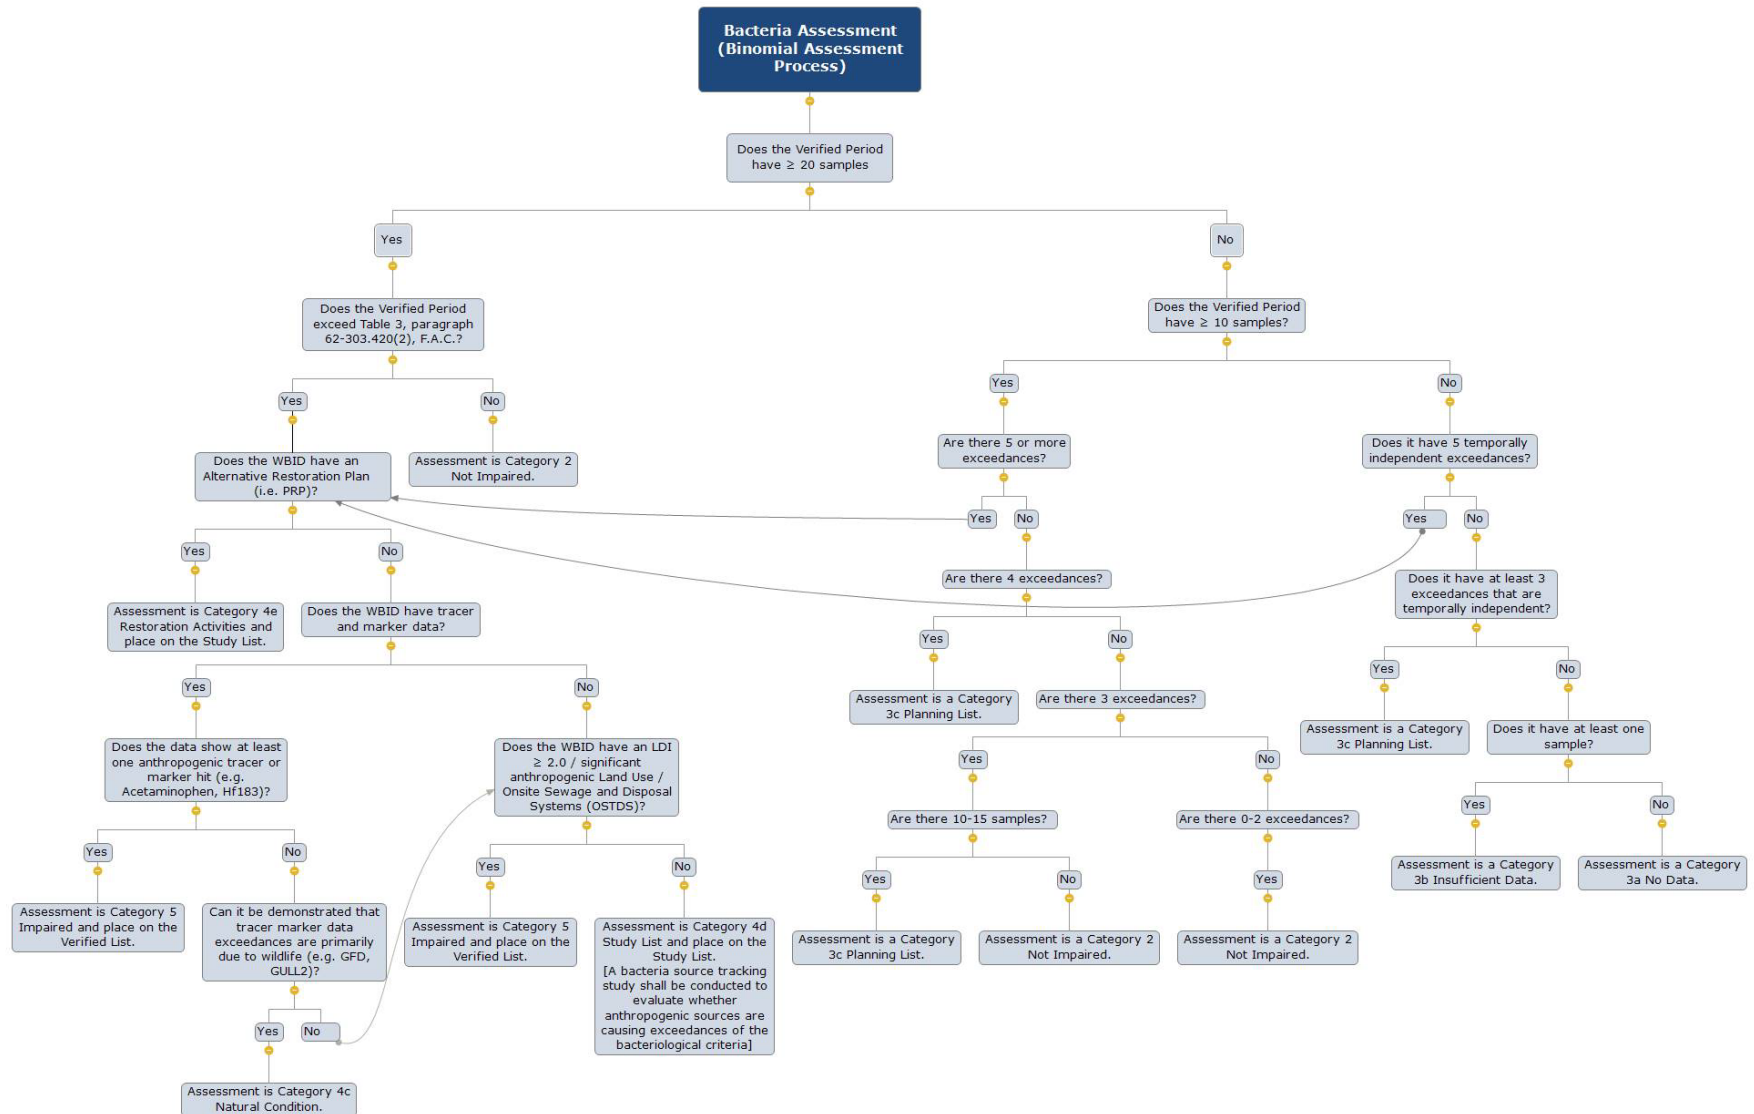 Bacteria Assessment
(Binomial Assessment
Process)
Does the Verified Period
have ≥ 20 samples
Yes
No
Does the Verified Period
exceed Table 3, paragraph
62-303.420(2), F.A.C.?
Does the Verified Period
have ≥ 10 samples?
Yes
No
Yes
No
Does the WBID have an
Alternative Restoration Plan
(i.e. PRP)?
Assessment is Category 2
Not Impaired.
Are there 5 or more
exceedances?
Does it have 5 temporally
independent exceedances?
Yes
No
Yes
No
Yes
No
Assessment is Category 4e
Restoration Activities and
place on the Study List.
Does the WBID have tracer
and marker data?
Are there 4 exceedances?
Does it have at least 3
exceedances that are
temporally independent?
Yes
No
Yes
No
Yes
No
Assessment is a Category
3c Planning List.
Are there 3 exceedances?
Assessment is a Category
3c Planning List.
Does it have at least one
sample?
Does the data show at least
one anthropogenic tracer or
marker hit (e.g.
Acetaminophen, Hf183)?
Does the WBID have an LDI
≥ 2.0 / significant
anthropogenic Land Use /
Onsite Sewage and Disposal
Systems (OSTDS)?
Yes
No
Yes
No
Are there 10-15 samples?
Are there 0-2 exceedances?
Assessment is a Category
3b Insufficient Data.
Assessment is a Category
3a No Data.
Yes
No
Yes
No
Yes
No
Yes
Assessment is Category 5
Impaired and place on the
Verified List.
Can it be demonstrated that
tracer marker data
exceedances are primarily
due to wildlife (e.g. GFD,
GULL2)?
Assessment is Category 5
Impaired and place on the
Verified List.
Assessment is Category 4d
Study List and place on the
Study List.
[A bacteria source tracking
study shall be conducted to
evaluate whether
anthropogenic sources are
causing exceedances of the
bacteriological criteria]
Assessment is a Category
3c Planning List.
Assessment is a Category 2
Not Impaired.
Assessment is a Category 2
Not Impaired.
Yes
No
Assessment is Category 4c
Natural Condition.